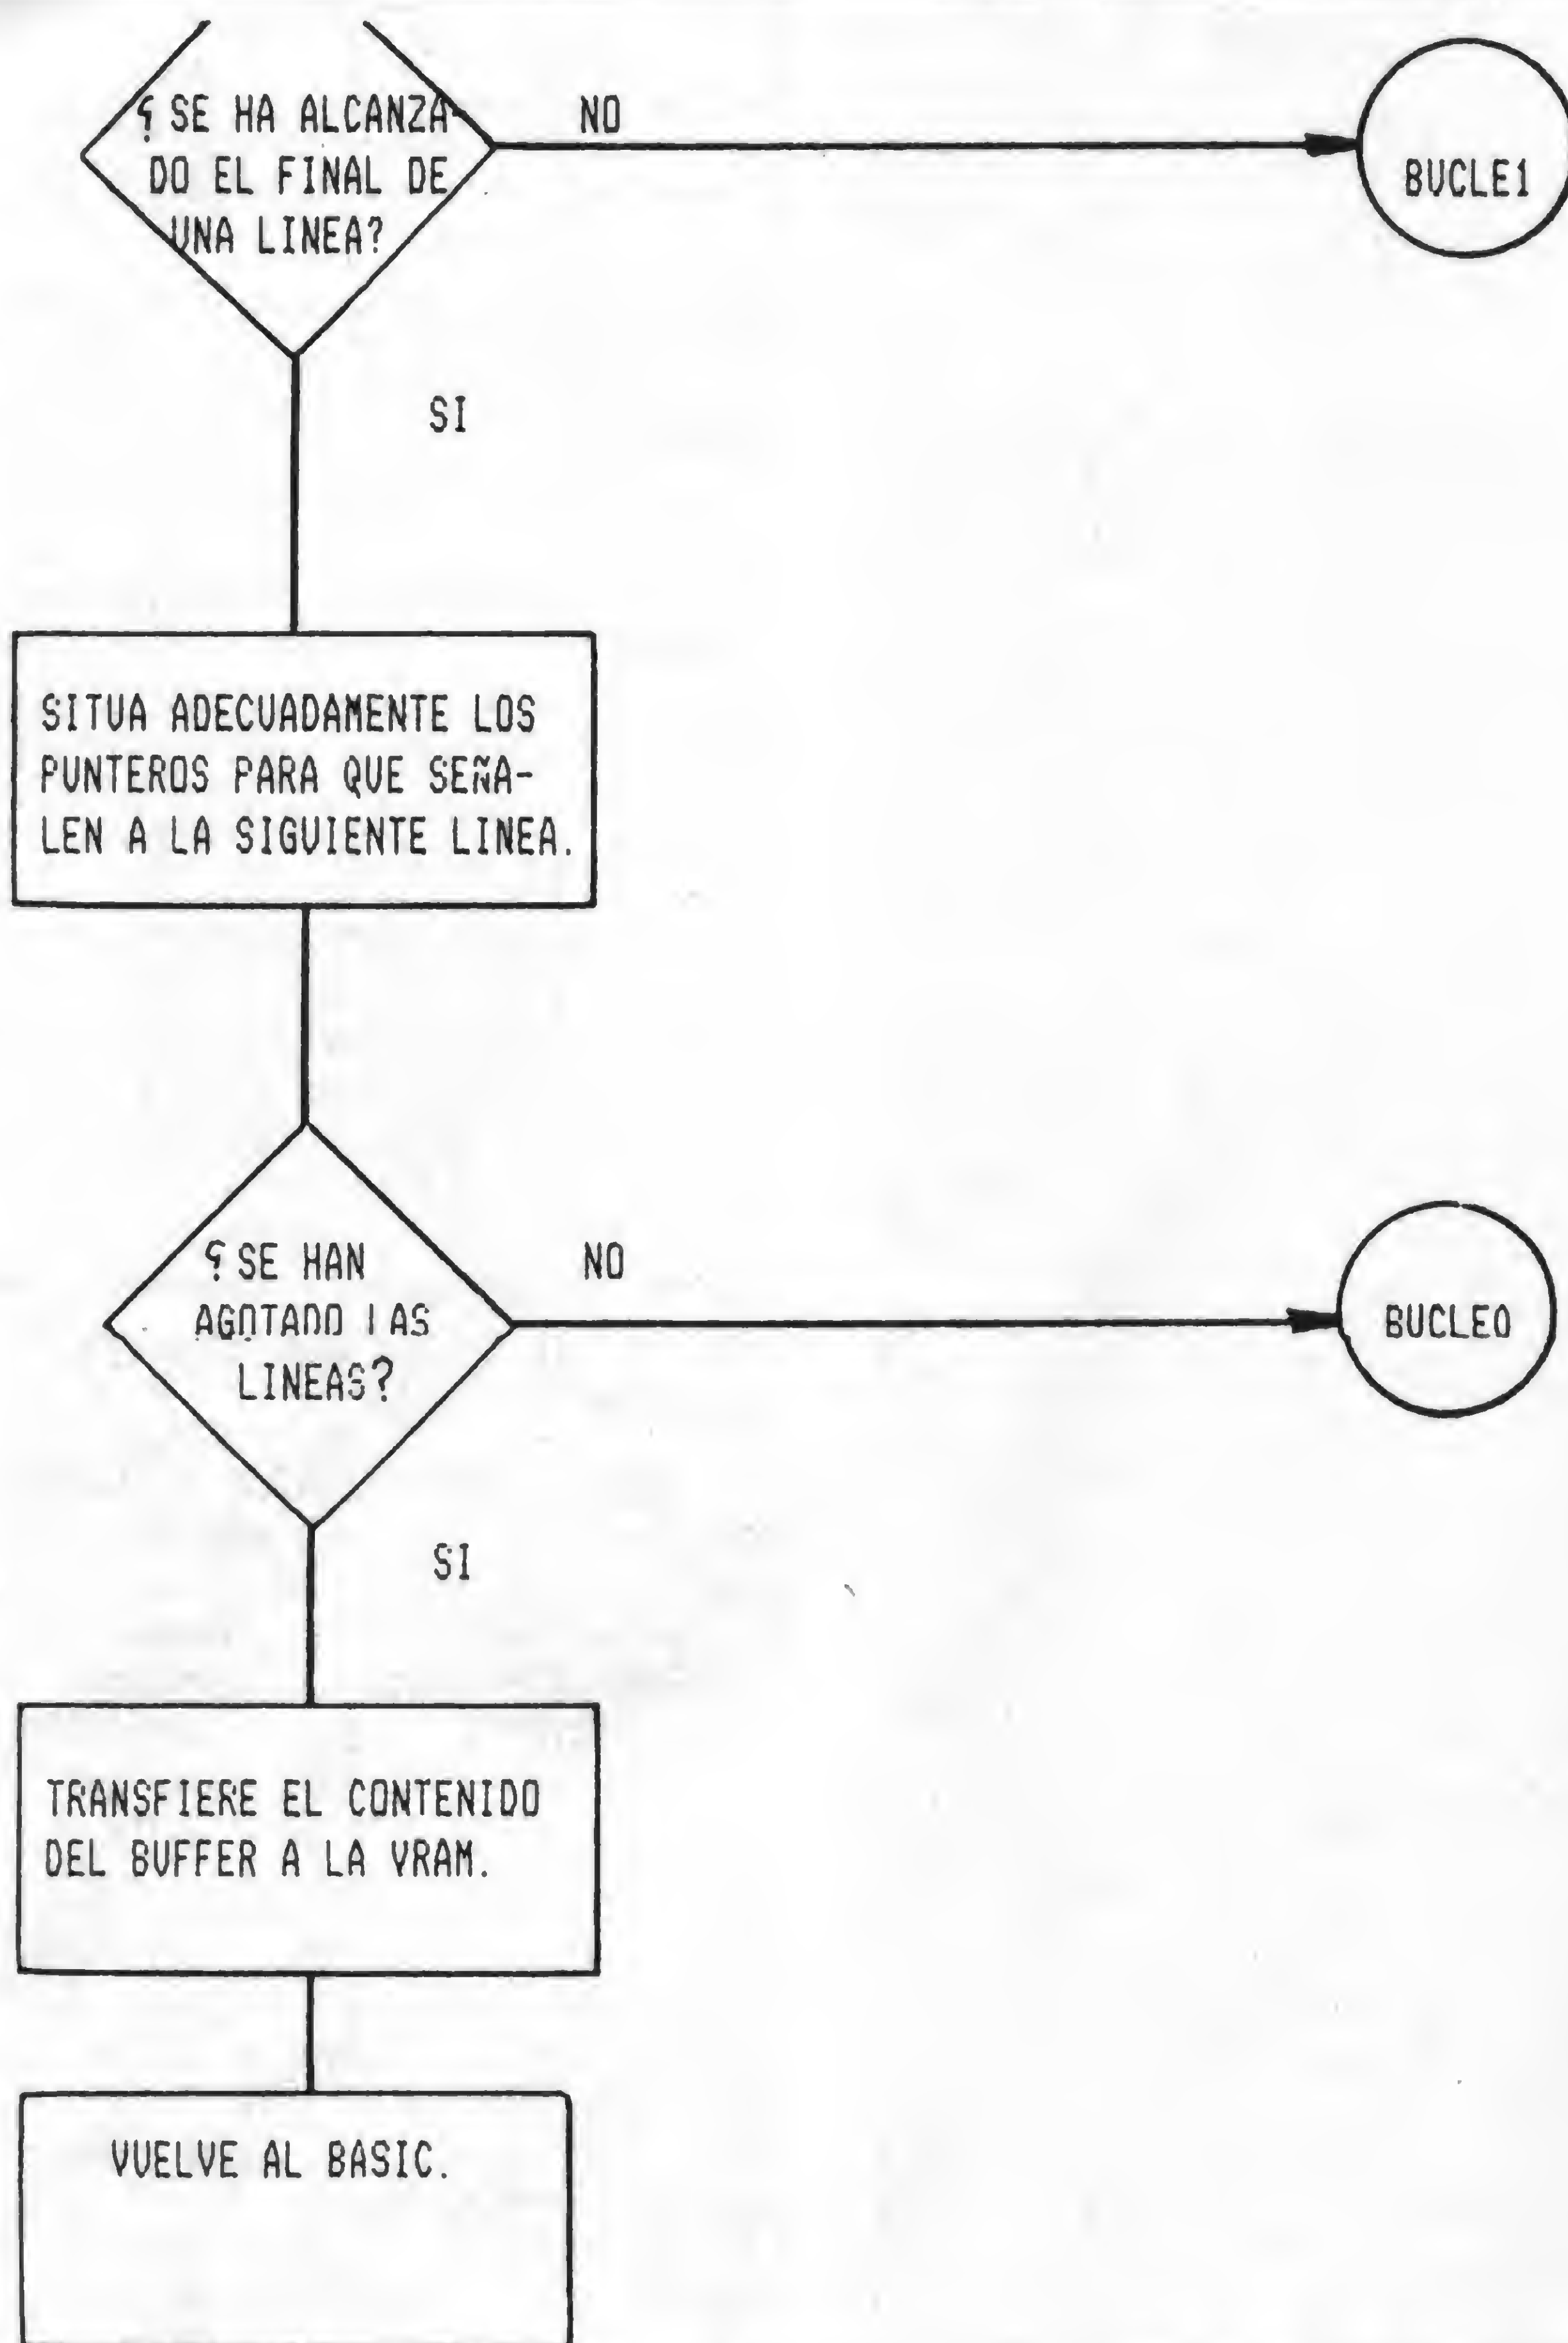 ¿SE HA ALCANZA-
DO EL FINAL DE
UNA LINEA?
NO
BUCLE1
SI
SITUA ADECUADAMENTE LOS
PUNTEROS PARA QUE SEÑA-
LEN A LA SIGUIENTE LINEA.
¿SE HAN
AGOTADO LAS
LINEAS?
NO
BUCLE0
SI
TRANSFIERE EL CONTENIDO
DEL BUFFER A LA VRAM.
VUELVE AL BASIC.